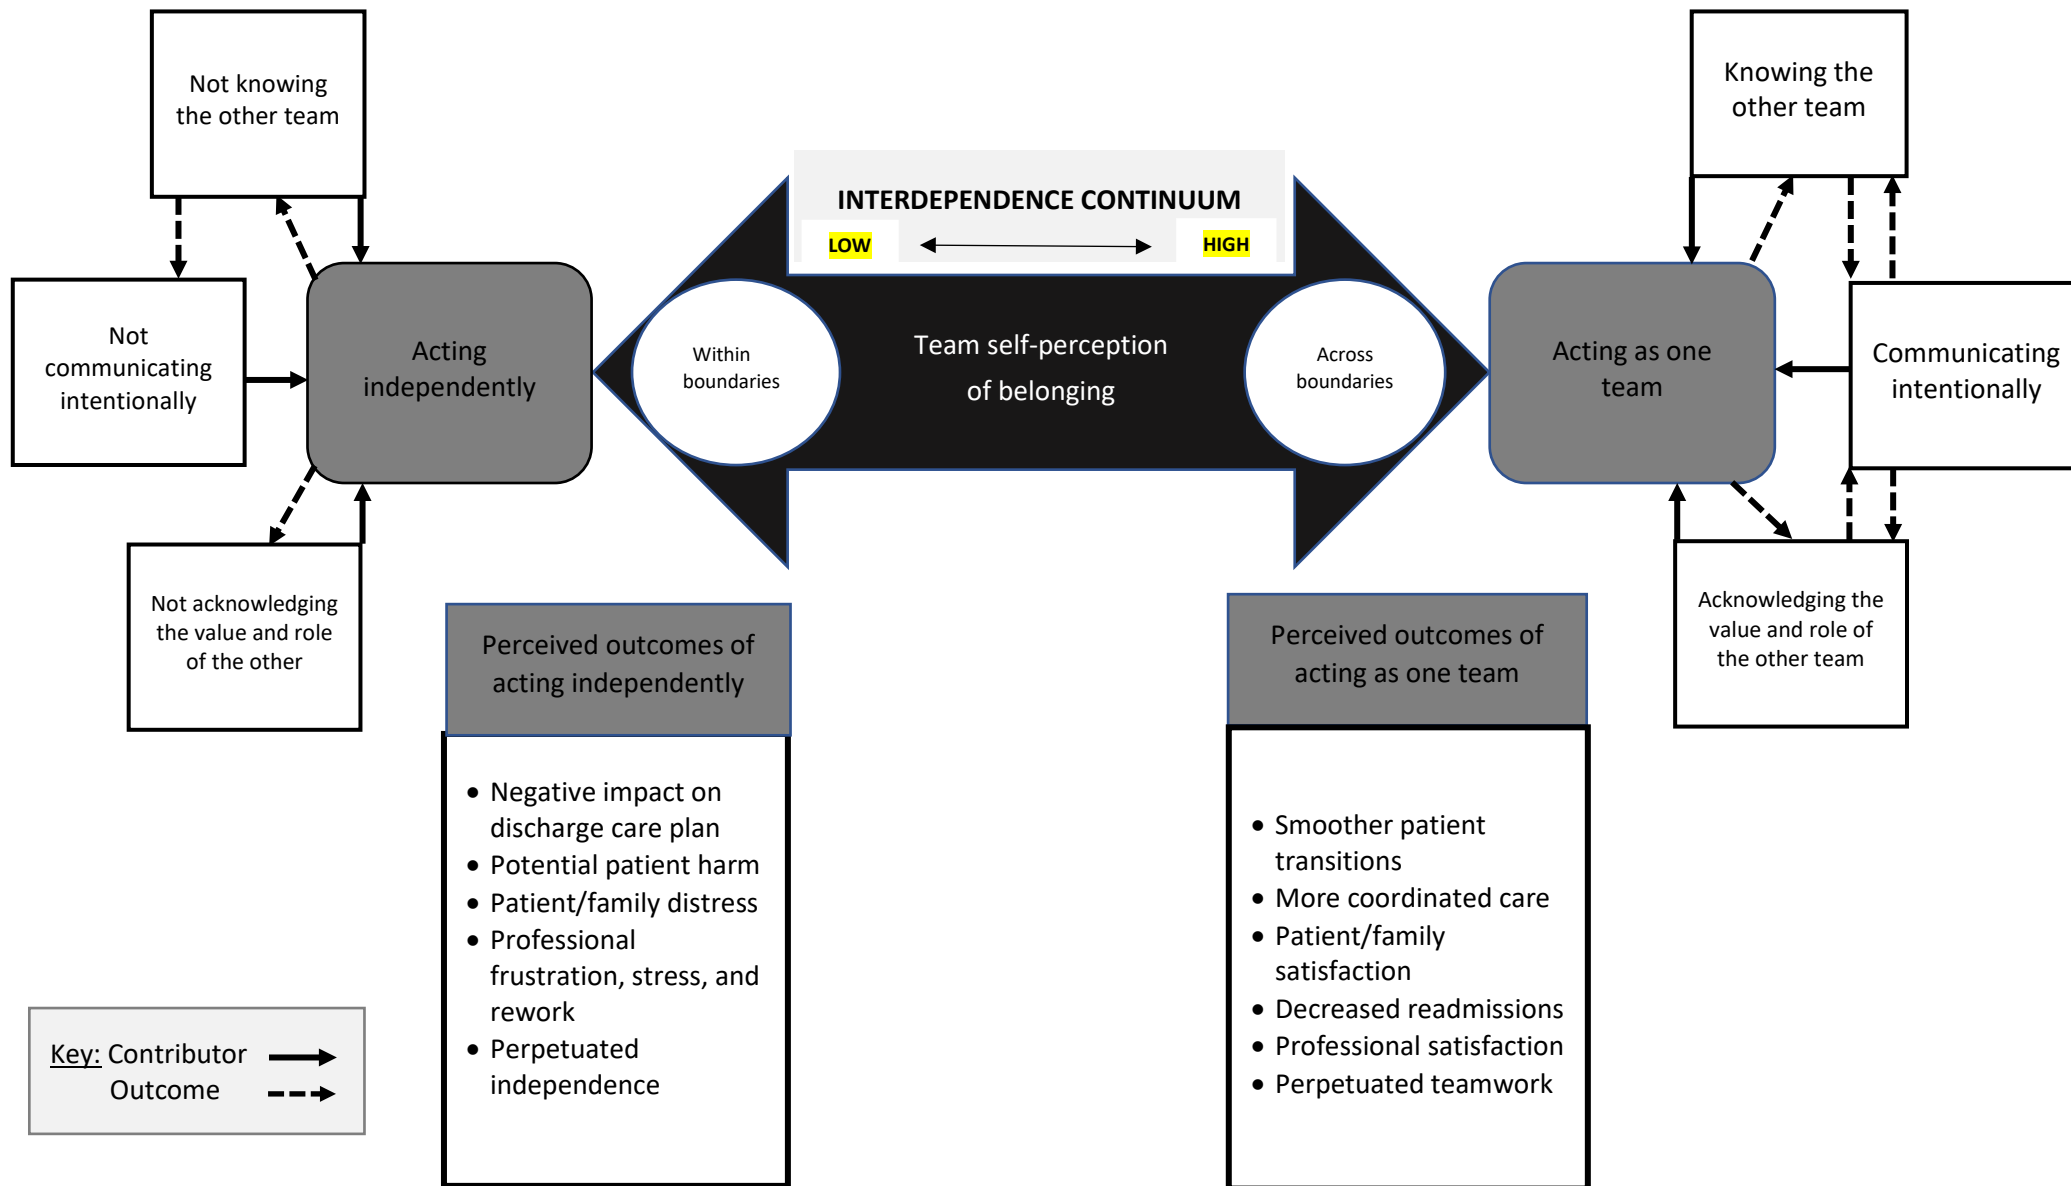 Not knowing
the other team
Not
communicating
intentionally
Not acknowledging
the value and role
of the other
Acting
independently
INTERDEPENDENCE CONTINUUM
LOW
HIGH
Within
boundaries
Team self-perception
of belonging
Across
boundaries
Acting as one
team
Knowing the
other team
Communicating
intentionally
Acknowledging the
value and role of
the other team
Perceived outcomes of
acting independently
• Negative impact on
discharge care plan
• Potential patient harm
• Patient/family distress
• Professional
frustration, stress, and
rework
• Perpetuated
independence
Perceived outcomes of
acting as one team
• Smoother patient
transitions
• More coordinated care
• Patient/family
satisfaction
• Decreased readmissions
• Professional satisfaction
• Perpetuated teamwork
Key: Contributor
Outcome